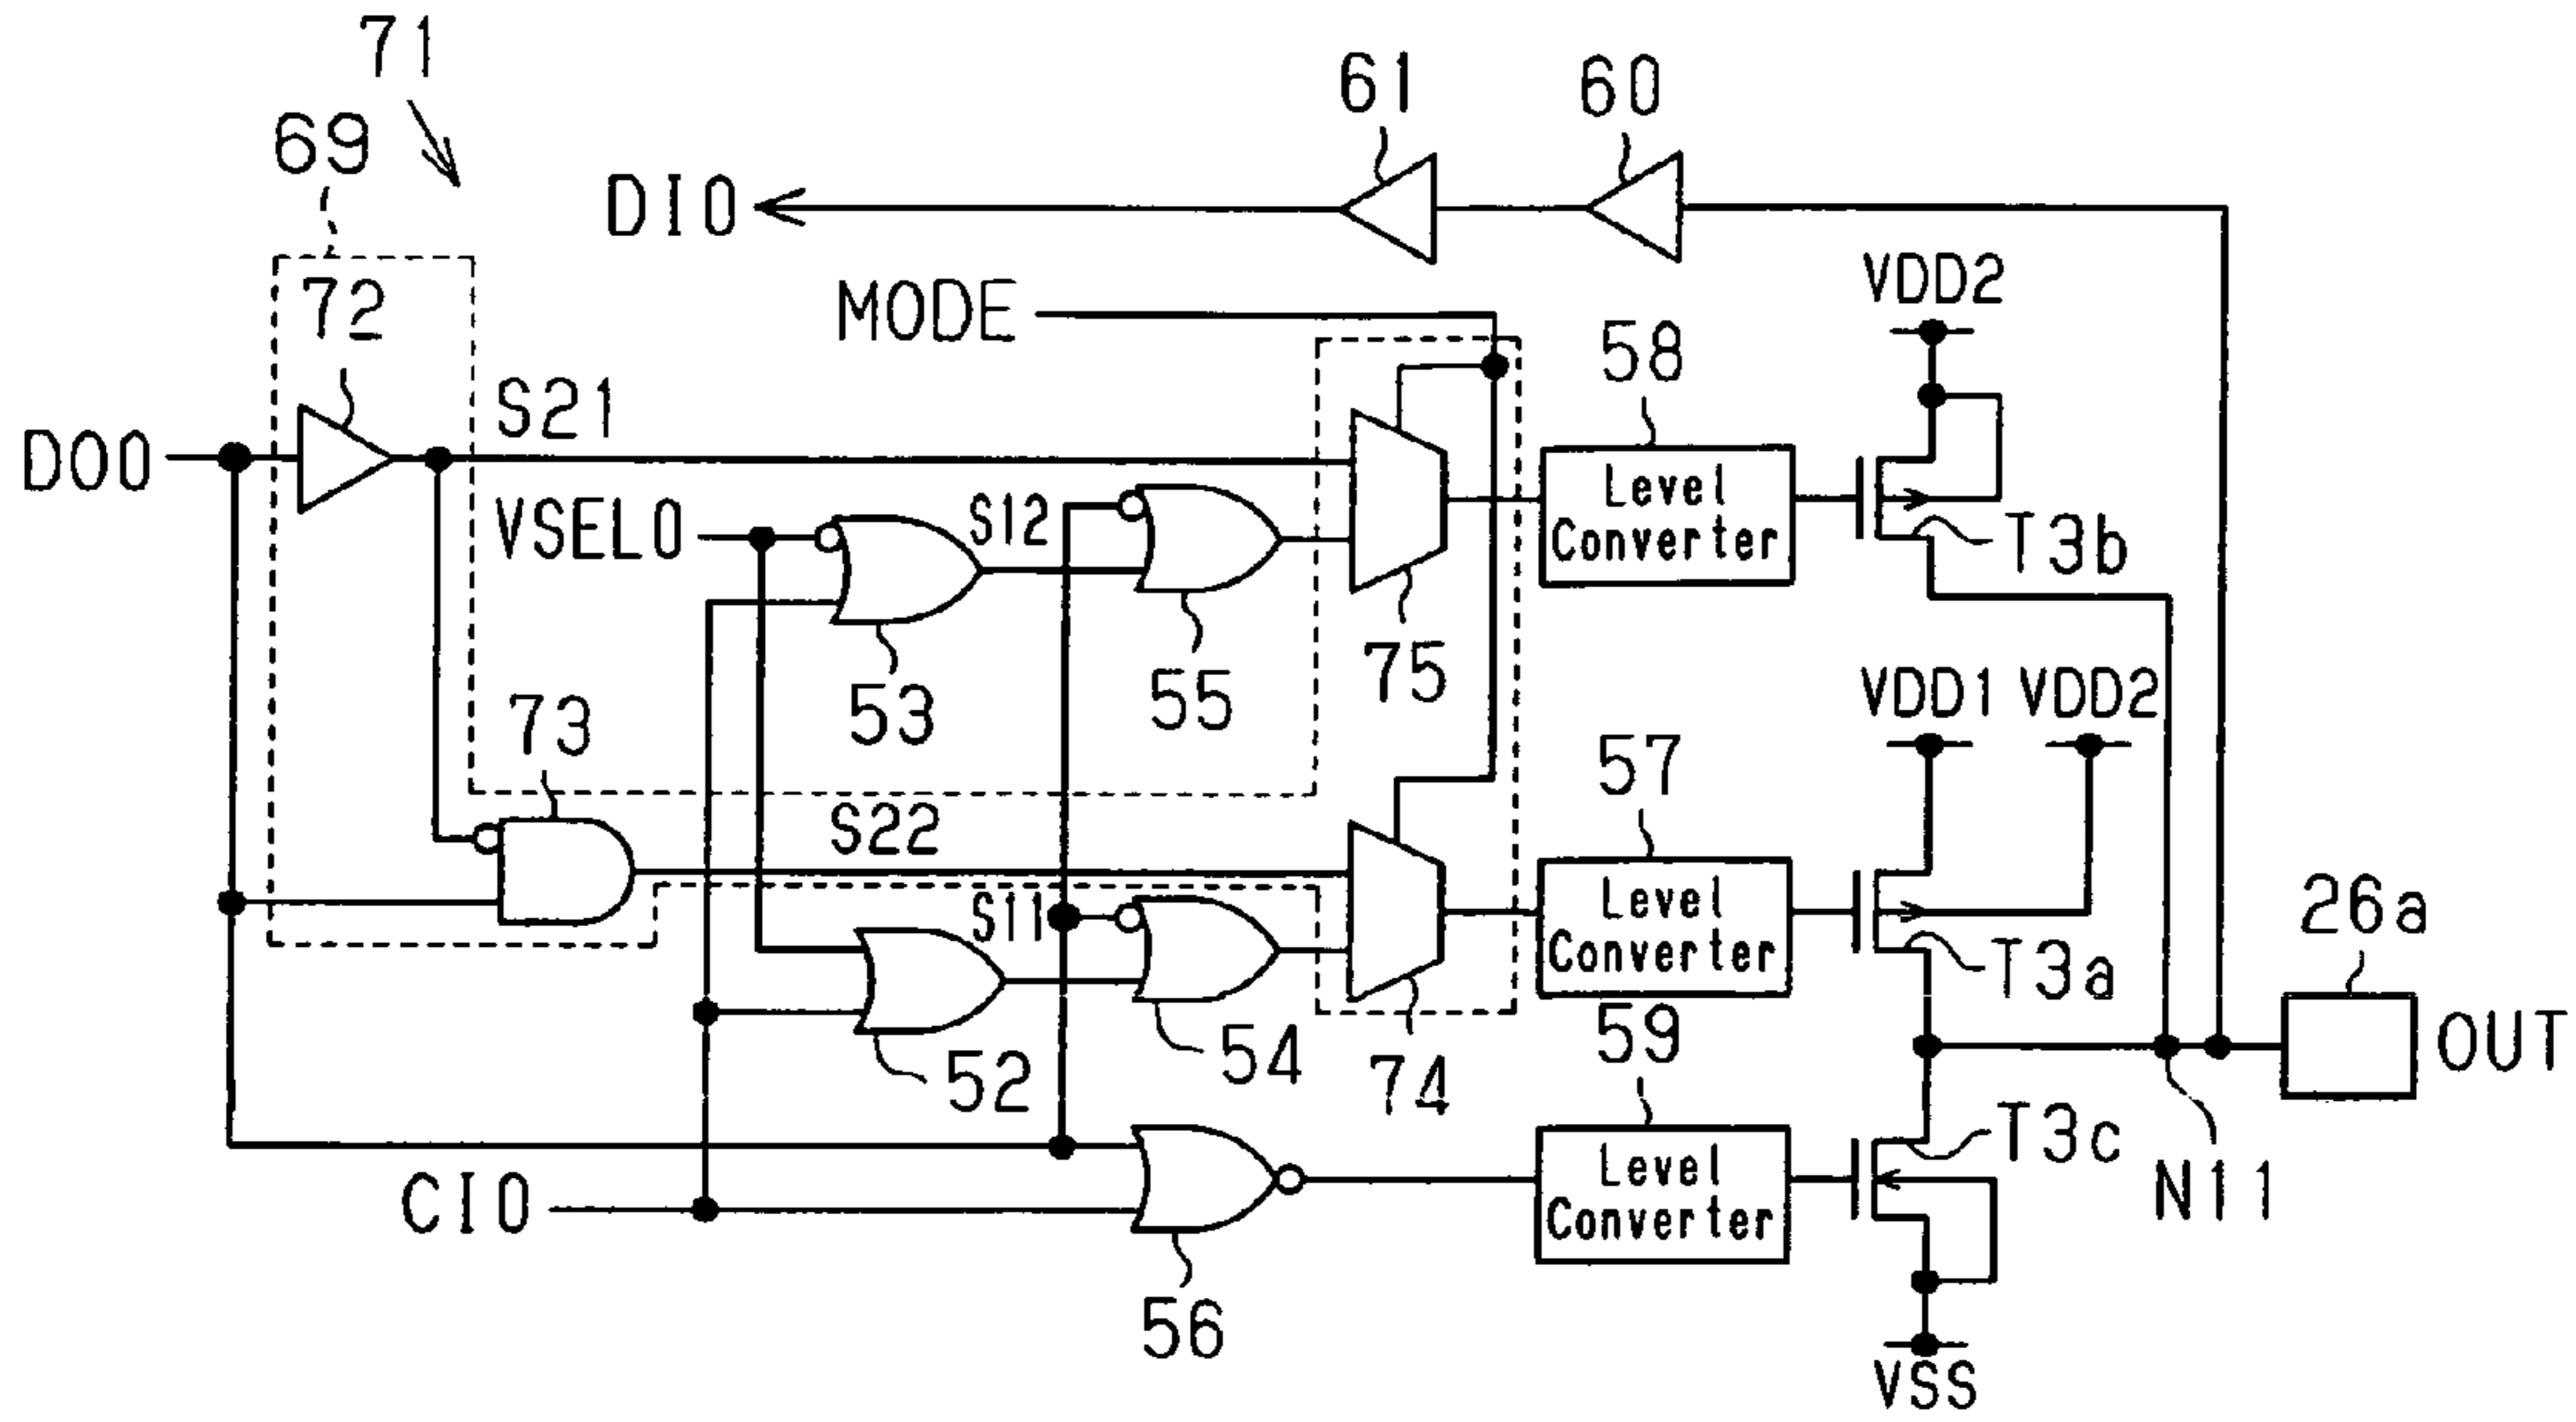 71
61
60
69
DI0
72
MODE
VDD2
58
S21
DO0
Level
Converter
VSEL0
S12
T3b
53
55
75
VDD1
VDD2
73
57
S22
Level
Converter
26a
S11
T3a
OUT
52
54
74
59
T3c
Level
Converter
CI0
N11
56
VSS